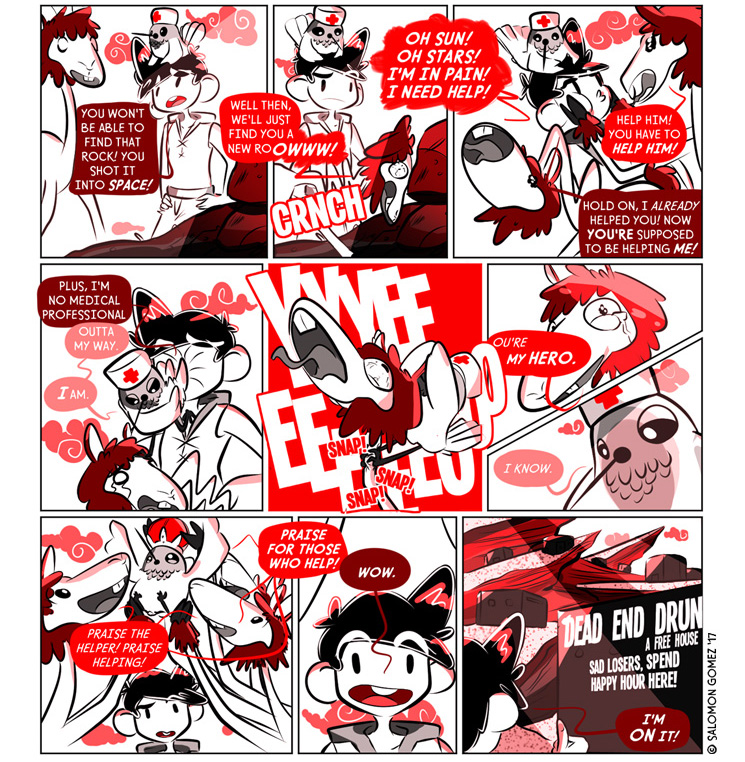 YOU WON'T
BE ABLE TO
FIND THAT
ROCK! YOU
SHOT IT
INTO SPACE!
WELL THEN,
WE'LL JUST
FIND YOU A
NEW ROOWWW!
CRNCH
OH SUN!
OH STARS!
I'M IN PAIN!
I NEED HELP!
HELP HIM!
YOU HAVE TO
HELP HIM!
HOLD ON, I ALREADY
HELPED YOU! NOW
YOU'RE SUPPOSED
TO BE HELPING ME!
PLUS, I'M
NO MEDICAL
PROFESSIONAL
OUTTA
MY WAY.
I AM.
SNAP!
SNAP!
SNAP!
OU'RE
MY HERO.
I KNOW.
PRAISE
FOR THOSE
WHO HELP!
PRAISE THE
HELPER! PRAISE
HELPING!
WOW.
DEAD END DRUN
A FREE HOUSE
SAD LOSERS, SPEND
HAPPY HOUR HERE!
I'M
ON IT!
© SALOMON GOMEZ '17